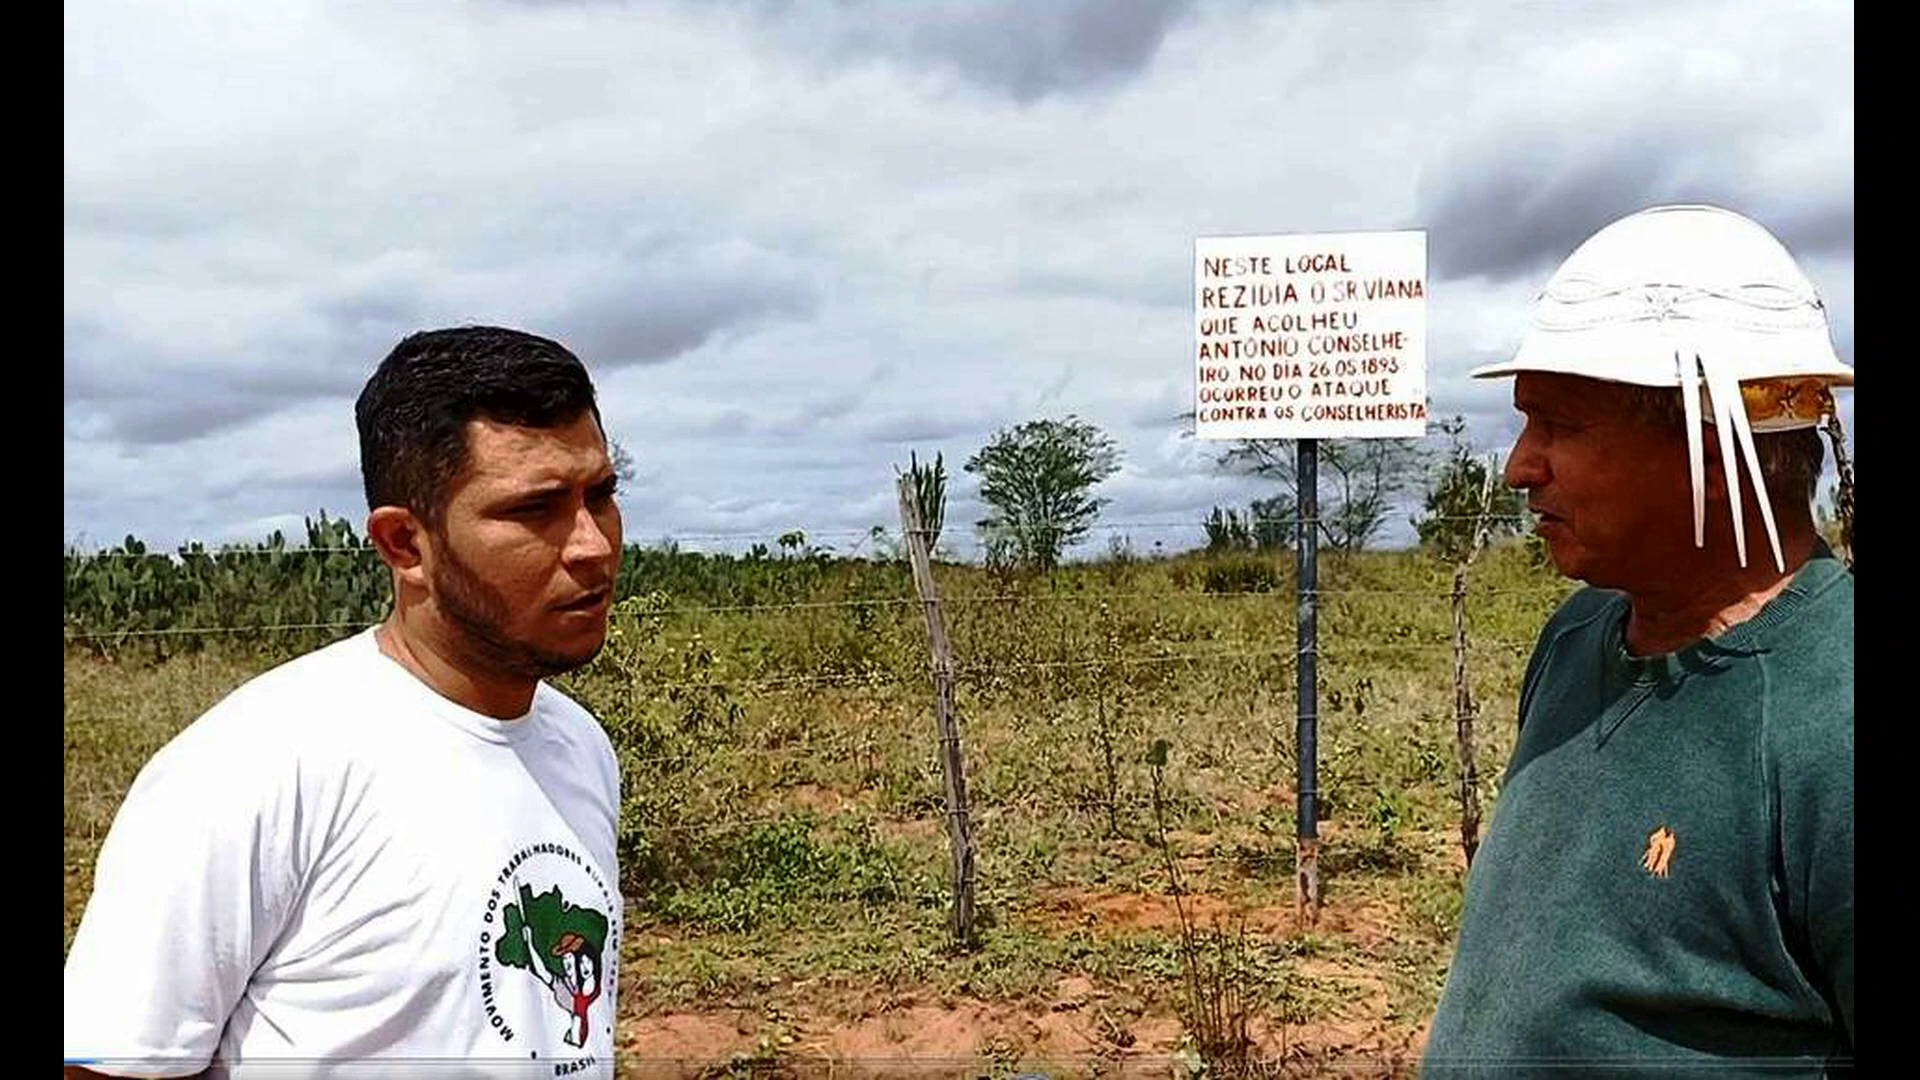 NESTE LOCAL
REZIDIA O SR.VIANA
QUE ACOLHEU
ANTÔNIO CONSELHE-
IRO. NO DIA 26.05.1893
OCORREU O ATAQUE
CONTRA OS CONSELHERISTA
MOVIMENTO DOS TRABALHADORES RURAIS
BRASIL